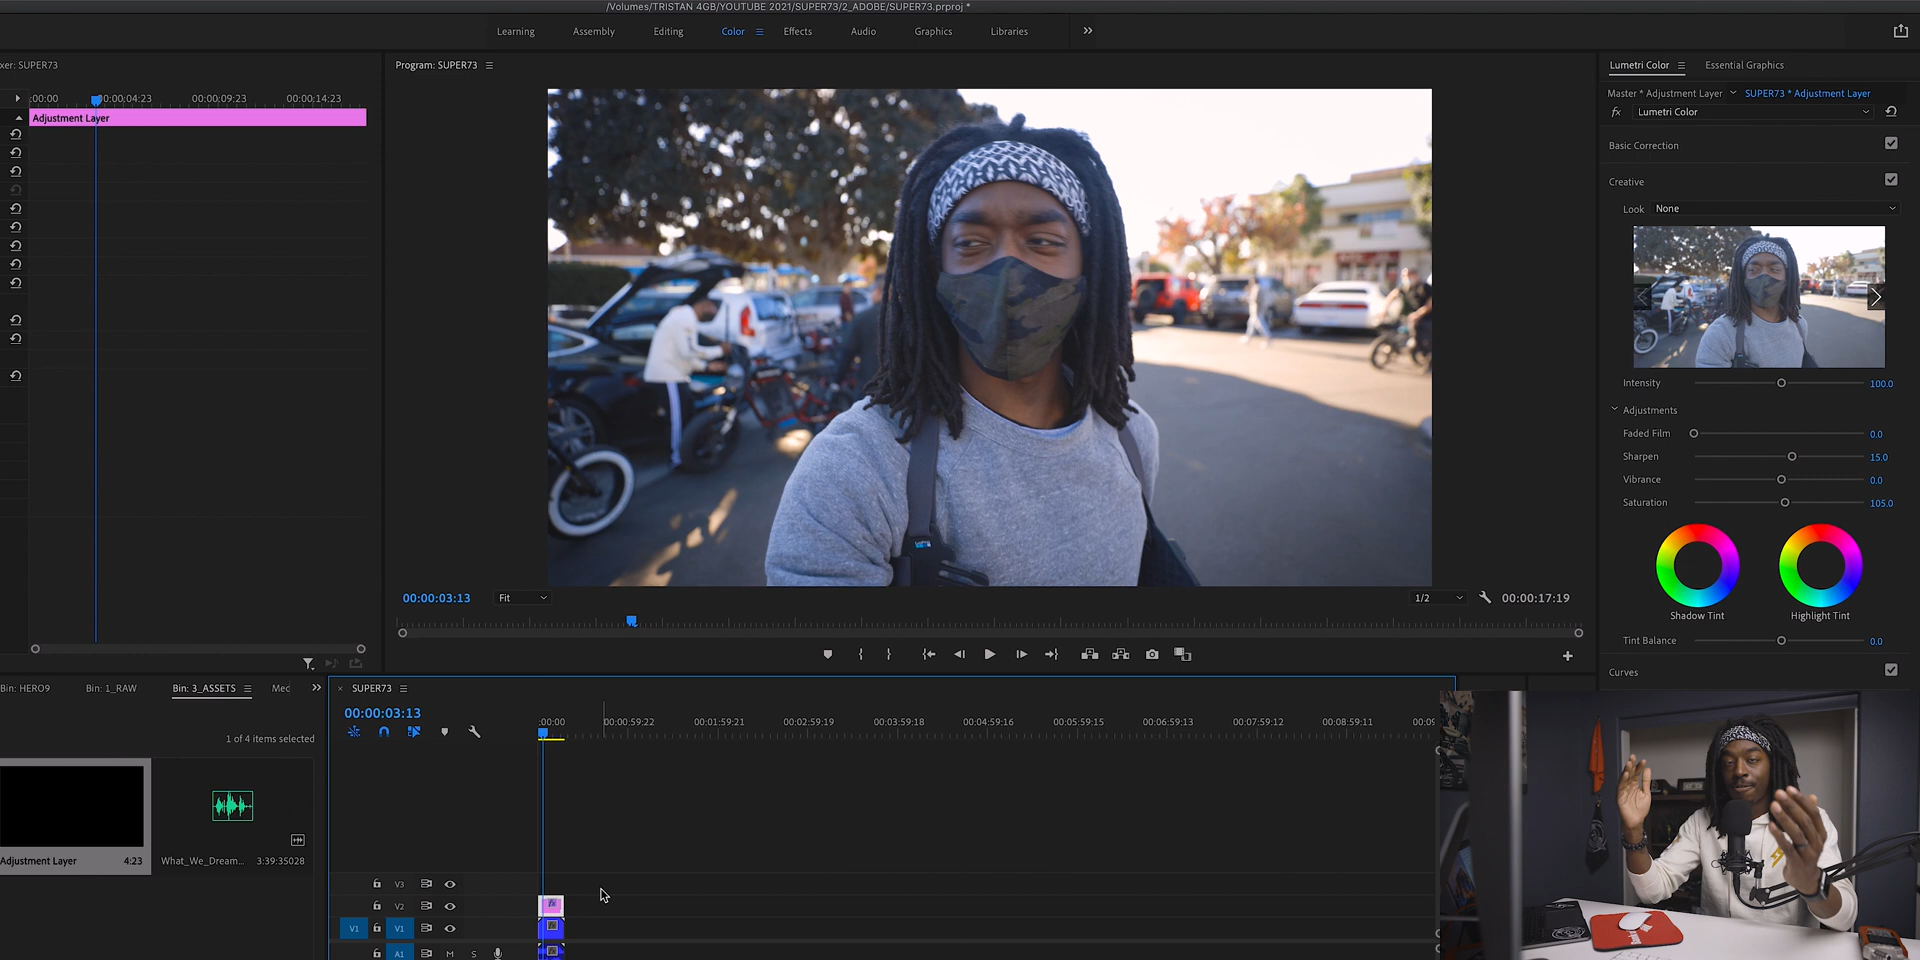 /Volumes/TRISTAN 4GB/YOUTUBE 2021/SUPER73/2_ADOBE/SUPER73.prproj *
Learning Assembly Editing Color Effects Audio Graphics Libraries
xer: SUPER73
Program: SUPER73
Lumetri Color Essential Graphics
:00:00 00:00:04:23 00:00:09:23 00:00:14:23
Adjustment Layer
Master * Adjustment Layer SUPER73 * Adjustment Layer
fx Lumetri Color
Basic Correction
Creative
Look None
Intensity 100.0
Adjustments
Faded Film 0.0
Sharpen 15.0
Vibrance 0.0
Saturation 105.0
Shadow Tint Highlight Tint
Tint Balance 0.0
Curves
00:00:03:13 Fit 1/2 00:00:17:19
Bin: HERO9 Bin: 1_RAW Bin: 3_ASSETS Med
1 of 4 items selected
Adjustment Layer 4:23
What_We_Dream... 3:39:35028
× SUPER73
00:00:03:13
:00:00 00:00:59:22 00:01:59:21 00:02:59:19 00:03:59:18 00:04:59:16 00:05:59:15 00:06:59:13 00:07:59:12 00:08:59:11 00:09
V3
V2
V1 V1
A1 M S